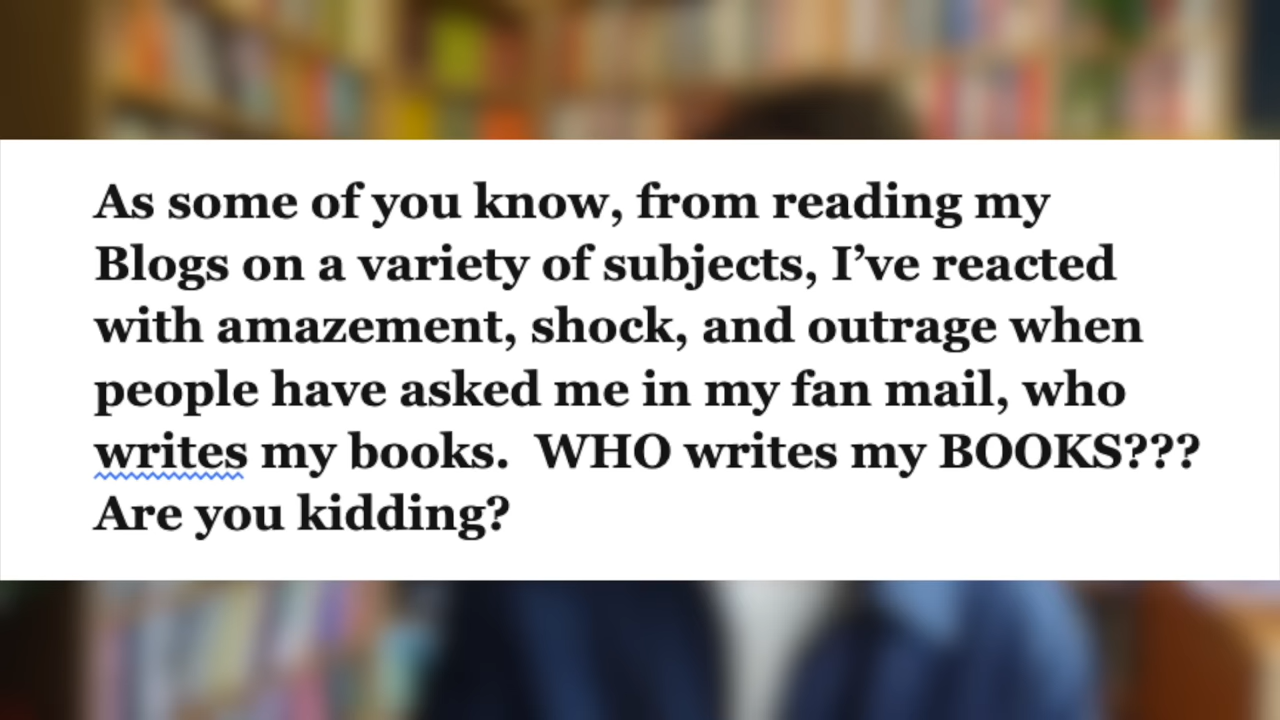 As some of you know, from reading my
Blogs on a variety of subjects, I’ve reacted
with amazement, shock, and outrage when
people have asked me in my fan mail, who
writes my books.  WHO writes my BOOKS???
Are you kidding?